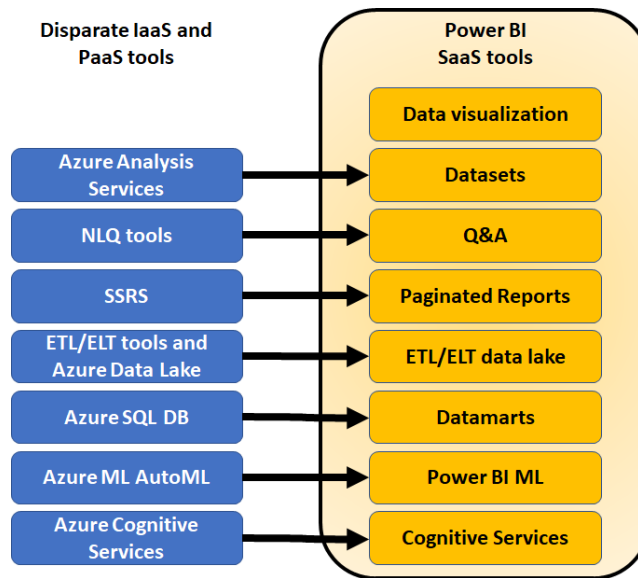 Disparate IaaS and
PaaS tools
Power BI
SaaS tools
Data visualization
Azure Analysis
Services
Datasets
NLQ tools
Q&A
SSRS
Paginated Reports
ETL/ELT tools and
Azure Data Lake
ETL/ELT data lake
Azure SQL DB
Datamarts
Azure ML AutoML
Power BI ML
Azure Cognitive
Services
Cognitive Services